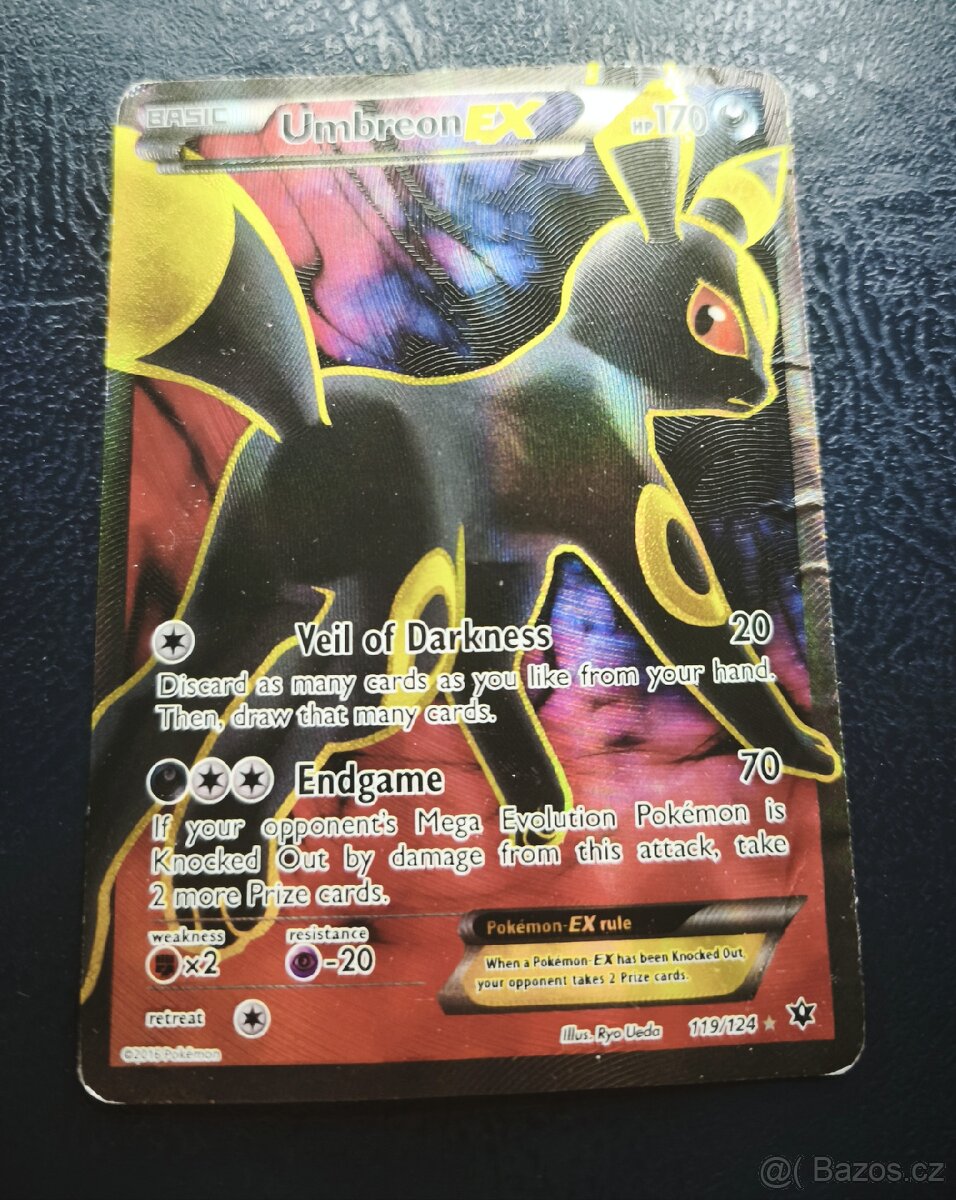 BASIC
Umbreon EX
HP 170
Veil of Darkness 20
Discard as many cards as you like from your hand.
Then, draw that many cards.
Endgame 70
If your opponent's Mega Evolution Pokémon is
Knocked Out by damage from this attack, take
2 more Prize cards.
weakness resistance
x2 -20
Pokémon-EX rule
When a Pokémon-EX has been Knocked Out,
your opponent takes 2 Prize cards.
retreat
Illus. Ryo Ueda 119/124
©2016 Pokémon
@( Bazos.cz